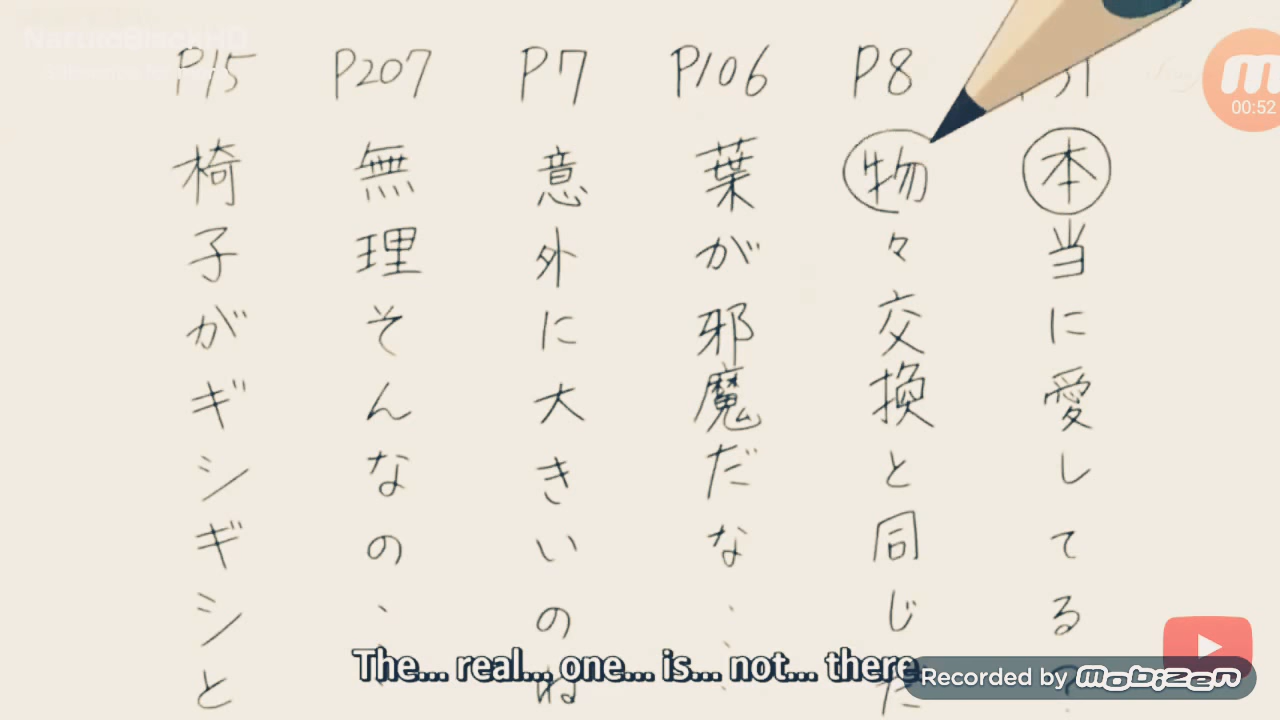 本当に愛してる?
P8
物々交換と同じだ
P106
葉が邪魔だな...
P7
意外に大きいのね
P207
無理そんなの...
P15
椅子がギシギシと
The... real... one... is... not... there
00:52
Recorded by mobizen